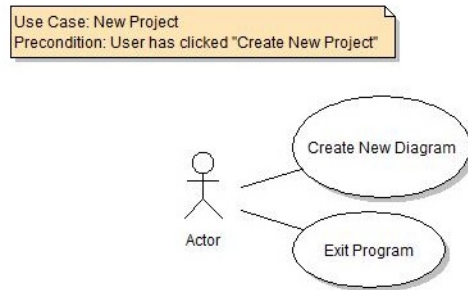 Use Case: New Project
Precondition: User has clicked "Create New Project"
Create New Diagram
Actor
Exit Program